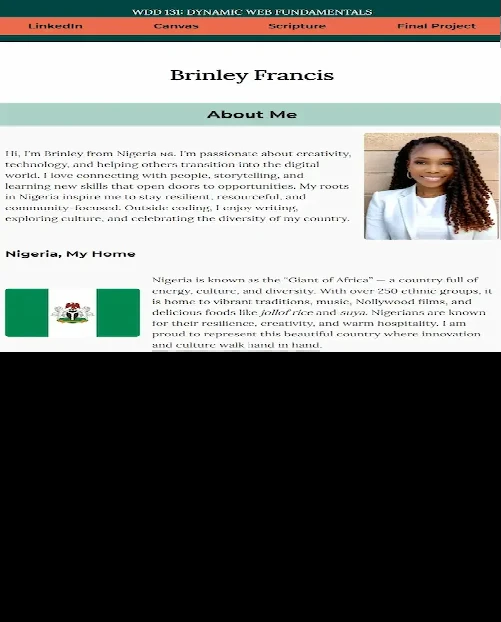 WDD 131: DYNAMIC WEB FUNDAMENTALS
LinkedIn Canvas Scripture Final Project
Brinley Francis
About Me
Hi, I'm Brinley from Nigeria NG. I'm passionate about creativity,
technology, and helping others transition into the digital
world. I love connecting with people, storytelling, and
learning new skills that open doors to opportunities. My roots
in Nigeria inspire me to stay resilient, resourceful, and
community-focused. Outside coding, I enjoy writing,
exploring culture, and celebrating the diversity of my country.
Nigeria, My Home
Nigeria is known as the "Giant of Africa" — a country full of
energy, culture, and diversity. With over 250 ethnic groups, it
is home to vibrant traditions, music, Nollywood films, and
delicious foods like jollof rice and suya. Nigerians are known
for their resilience, creativity, and warm hospitality. I am
proud to represent this beautiful country where innovation
and culture walk hand in hand.